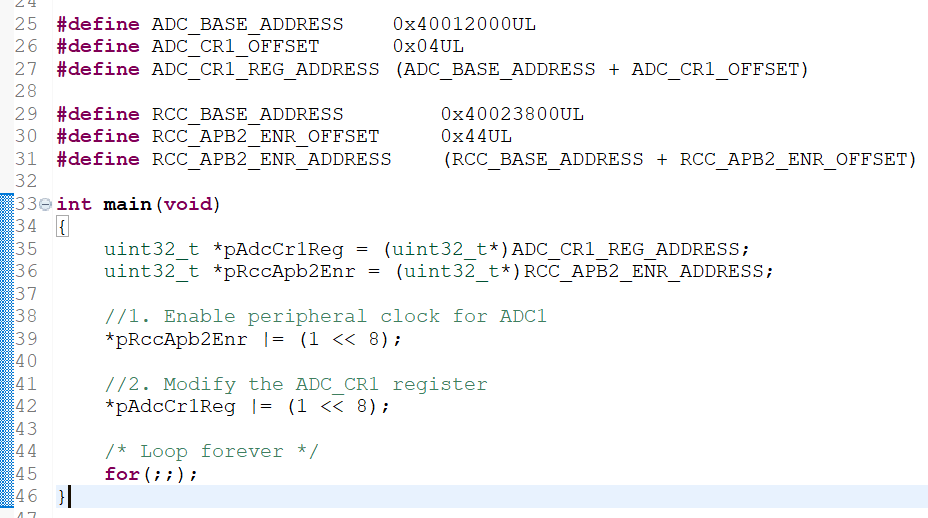 24
25 #define ADC_BASE_ADDRESS    0x40012000UL
26 #define ADC_CR1_OFFSET      0x04UL
27 #define ADC_CR1_REG_ADDRESS (ADC_BASE_ADDRESS + ADC_CR1_OFFSET)
28
29 #define RCC_BASE_ADDRESS        0x40023800UL
30 #define RCC_APB2_ENR_OFFSET     0x44UL
31 #define RCC_APB2_ENR_ADDRESS    (RCC_BASE_ADDRESS + RCC_APB2_ENR_OFFSET)
32
33 int main(void)
34 {
35     uint32_t *pAdcCr1Reg = (uint32_t*)ADC_CR1_REG_ADDRESS;
36     uint32_t *pRccApb2Enr = (uint32_t*)RCC_APB2_ENR_ADDRESS;
37
38     //1. Enable peripheral clock for ADC1
39     *pRccApb2Enr |= (1 << 8);
40
41     //2. Modify the ADC_CR1 register
42     *pAdcCr1Reg |= (1 << 8);
43
44     /* Loop forever */
45     for(;;);
46 }
47